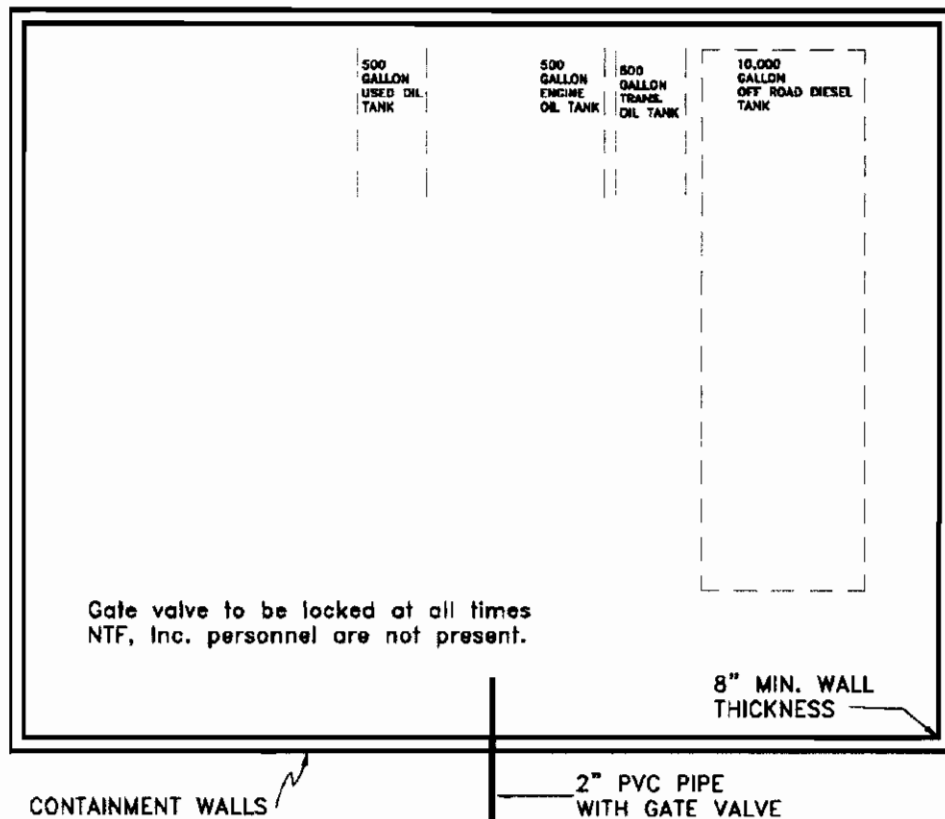 500
GALLON
USED OIL
TANK
500
GALLON
ENGINE
OIL TANK
500
GALLON
TRANS.
OIL TANK
10,000
GALLON
OFF ROAD DIESEL
TANK
Gate valve to be locked at all times
NTF, Inc. personnel are not present.
8" MIN. WALL
THICKNESS
CONTAINMENT WALLS
2" PVC PIPE
WITH GATE VALVE